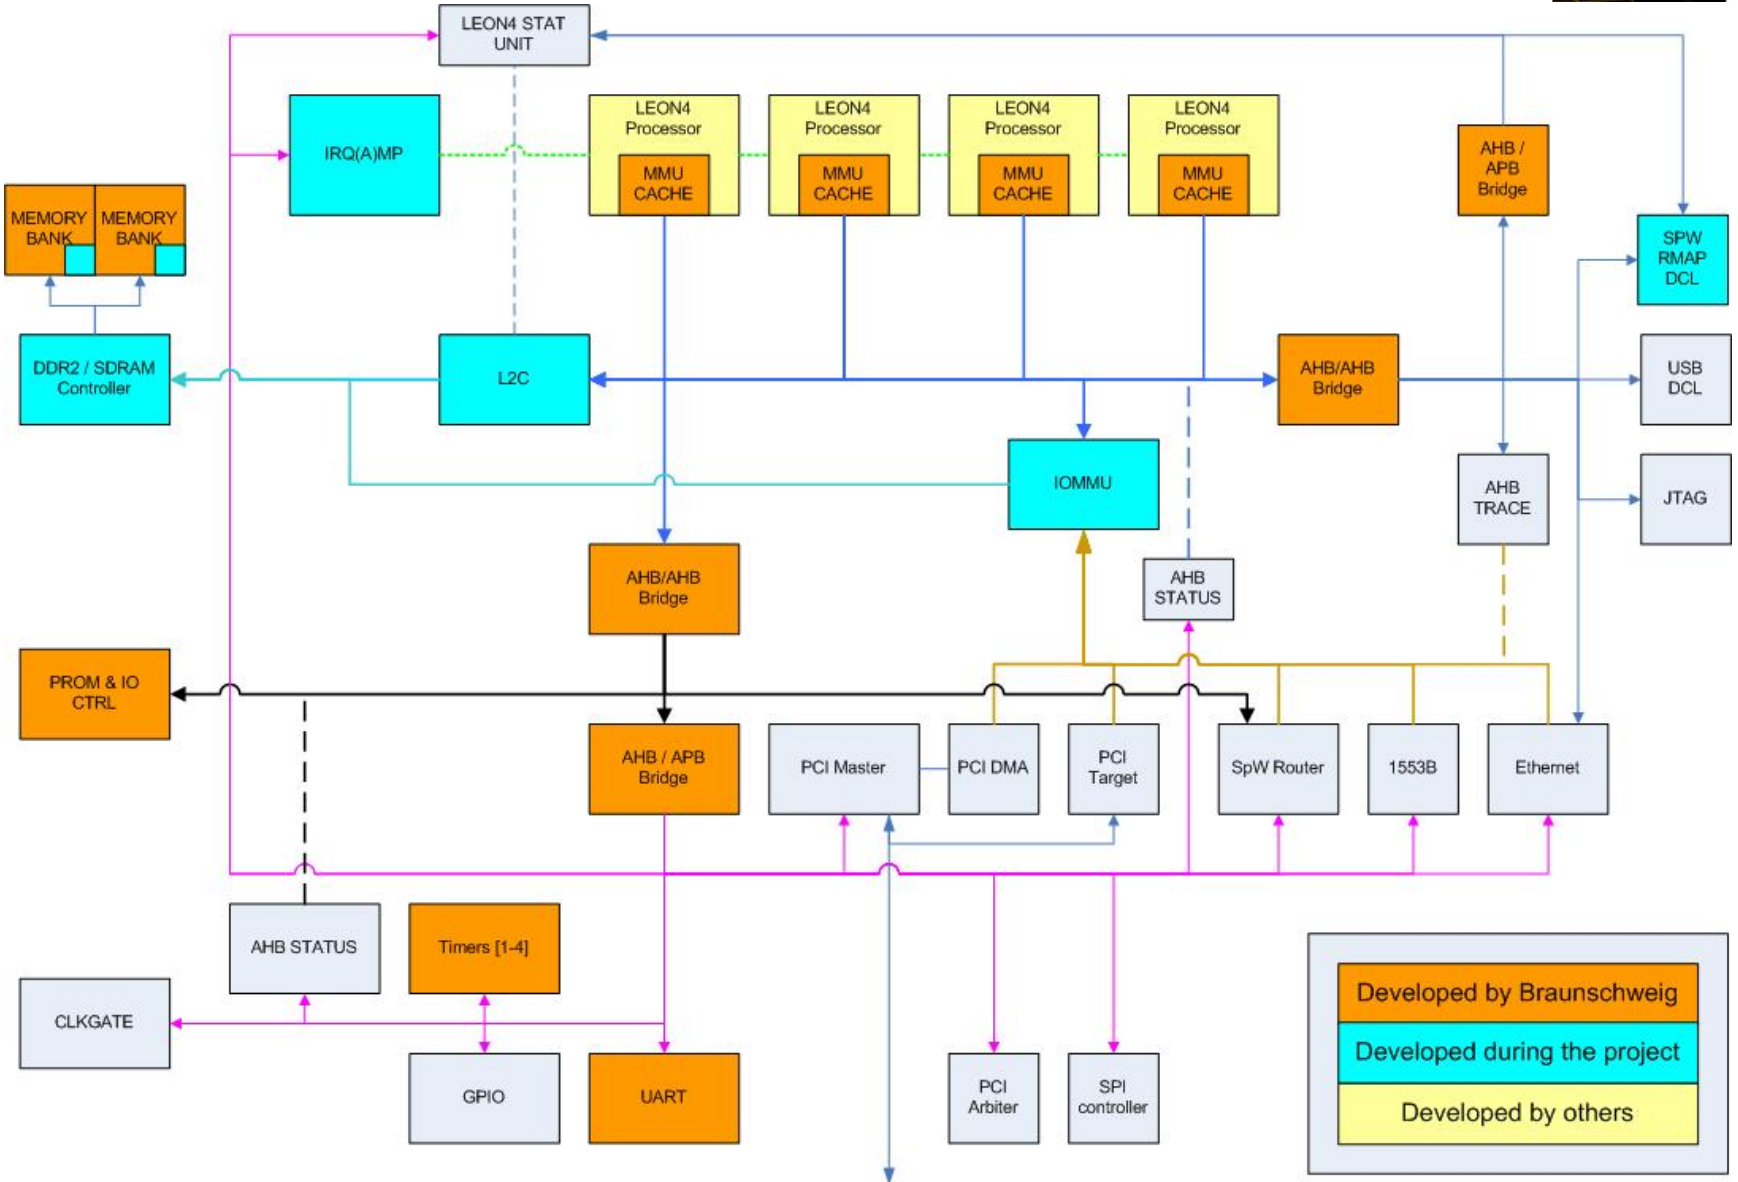 LEON4 STAT
UNIT
IRQ(A)MP
LEON4
Processor
MMU
CACHE
LEON4
Processor
MMU
CACHE
LEON4
Processor
MMU
CACHE
LEON4
Processor
MMU
CACHE
AHB /
APB
Bridge
MEMORY
BANK
MEMORY
BANK
SPW
RMAP
DCL
DDR2 / SDRAM
Controller
L2C
AHB/AHB
Bridge
USB
DCL
IOMMU
AHB
TRACE
JTAG
AHB/AHB
Bridge
AHB
STATUS
PROM & IO
CTRL
AHB / APB
Bridge
PCI Master
PCI DMA
PCI
Target
SpW Router
1553B
Ethernet
AHB STATUS
Timers [1-4]
CLKGATE
GPIO
UART
PCI
Arbiter
SPI
controller
Developed by Braunschweig
Developed during the project
Developed by others